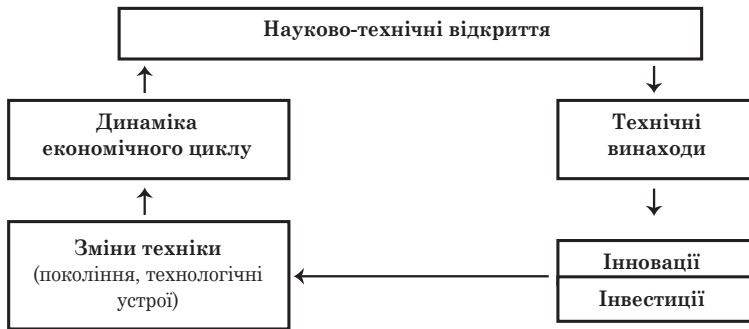 Науково-технічні відкриття
Динаміка
економічного циклу
Технічні
винаходи
Зміни техніки
(покоління, технологічні
устрої)
Інновації
Інвестиції